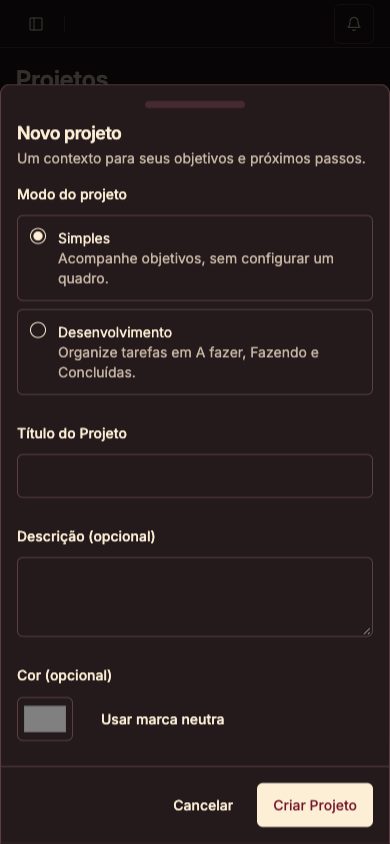 Projetos
Novo projeto
Um contexto para seus objetivos e próximos passos.
Modo do projeto
Simples
Acompanhe objetivos, sem configurar um
quadro.
Desenvolvimento
Organize tarefas em A fazer, Fazendo e
Concluídas.
Título do Projeto
Descrição (opcional)
Cor (opcional)
Usar marca neutra
Cancelar
Criar Projeto